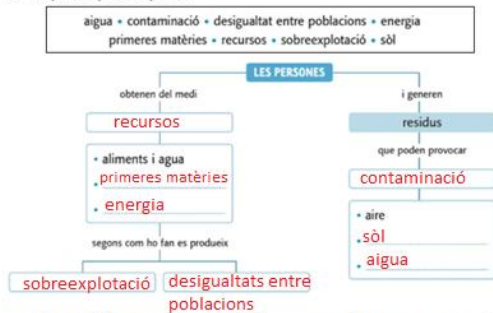 aigua • contaminació • desigualtat entre poblacions • energia
primeres matèries • recursos • sobreexplotació • sòl
LES PERSONES
obtenen del medi
i generen
recursos
residus
que poden provocar
• aliments i agua
• primeres matèries
• energia
contaminació
• aire
• sòl
• aigua
segons com ho fan es produeix
sobreexplotació
desigualtats entre
poblacions